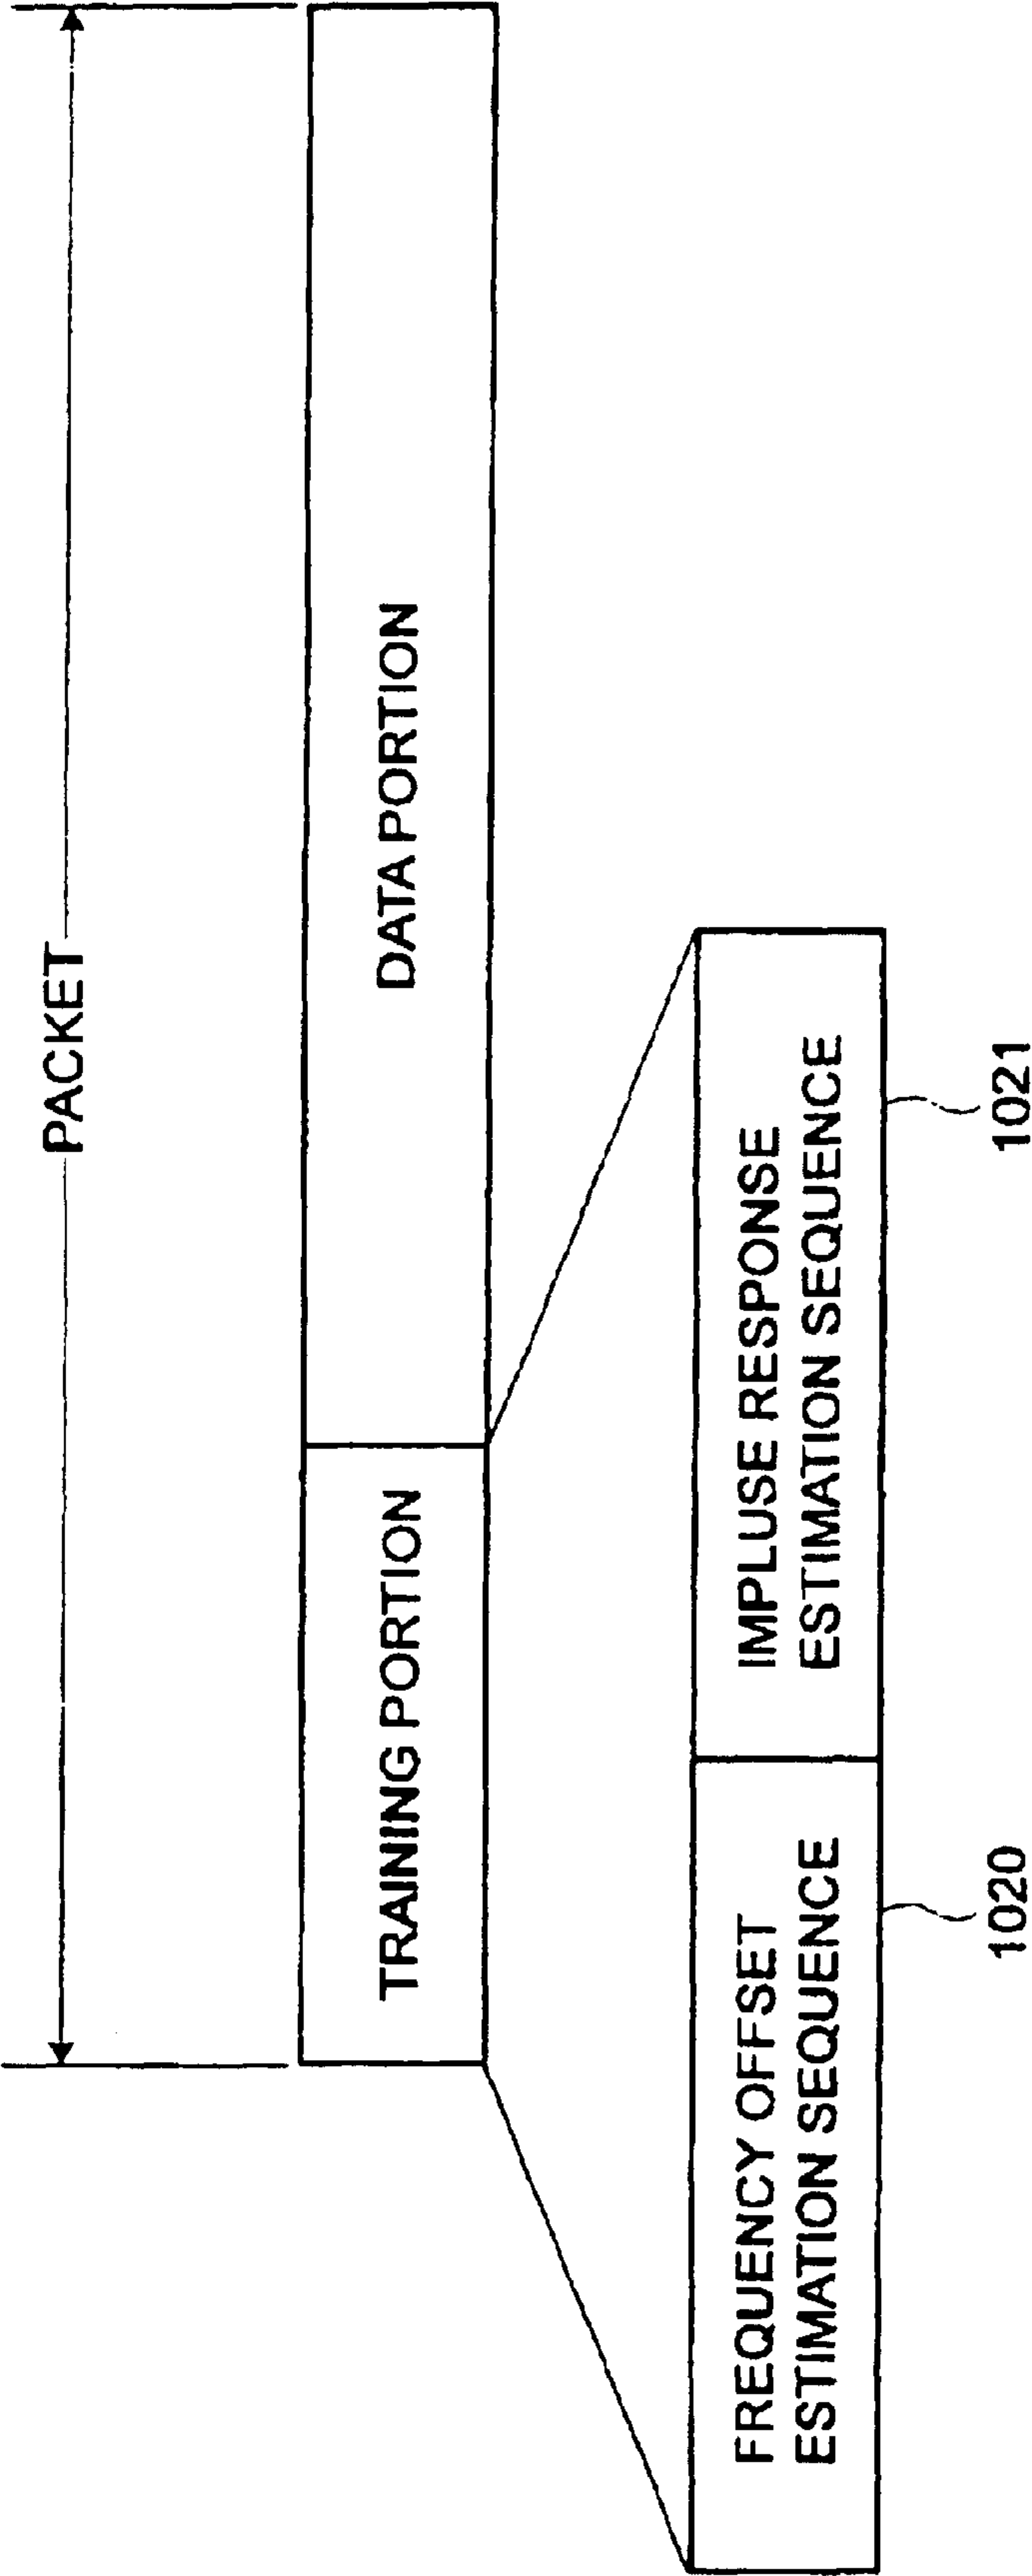 PACKET
TRAINING PORTION
DATA PORTION
FREQUENCY OFFSET
ESTIMATION SEQUENCE
IMPLUSE RESPONSE
ESTIMATION SEQUENCE
1020
1021